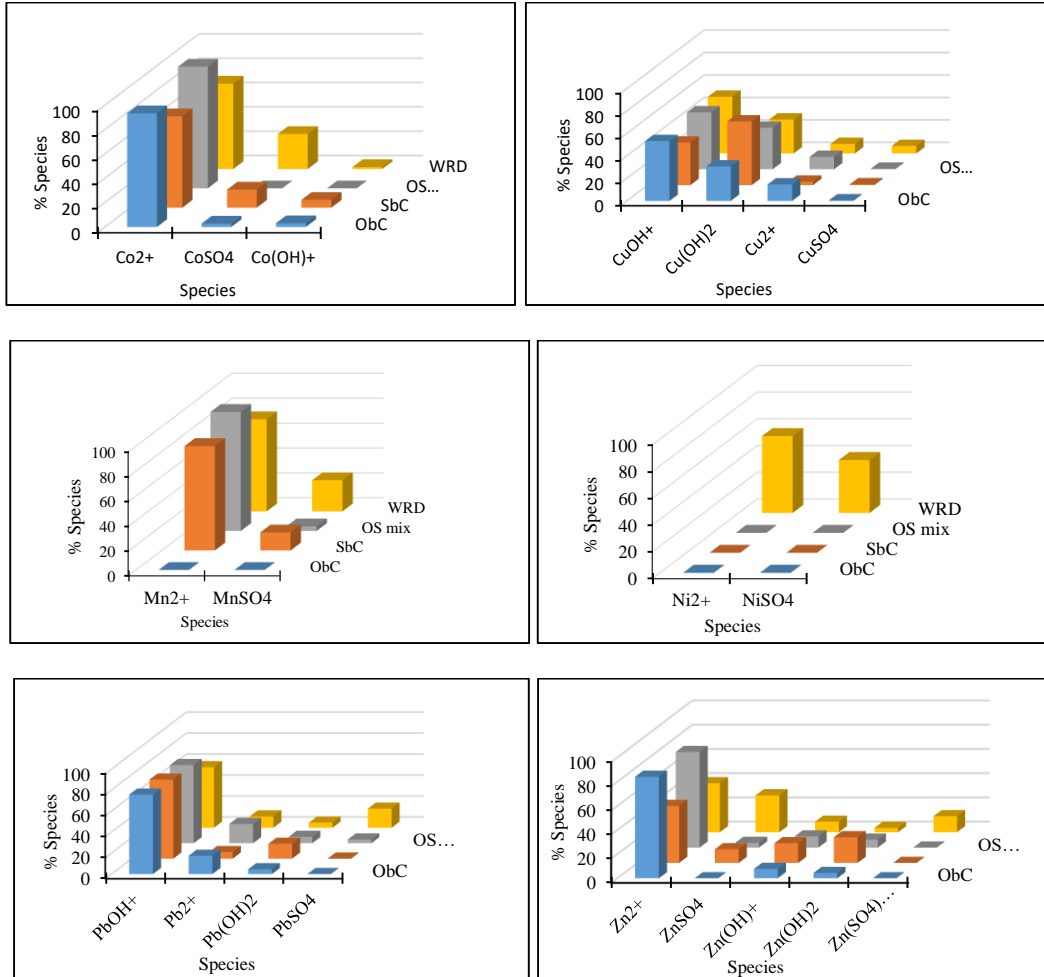 100
80
60
40
20
0
% Species
WRD
OS...
SbC
ObC
Co2+ CoSO4 Co(OH)+
Species
100
80
60
40
20
0
% Species
OS...
ObC
CuOH+ Cu(OH)2 Cu2+ CuSO4
Species
100
80
60
40
20
0
% Species
WRD
OS mix
SbC
ObC
Mn2+ MnSO4
Species
100
80
60
40
20
0
% Species
WRD
OS mix
SbC
ObC
Ni2+ NiSO4
Species
100
80
60
40
20
0
% Species
OS...
ObC
PbOH+ Pb2+ Pb(OH)2 PbSO4
Species
100
80
60
40
20
0
% Species
OS...
ObC
Zn2+ ZnSO4 Zn(OH)+ Zn(OH)2 Zn(SO4)...
Species